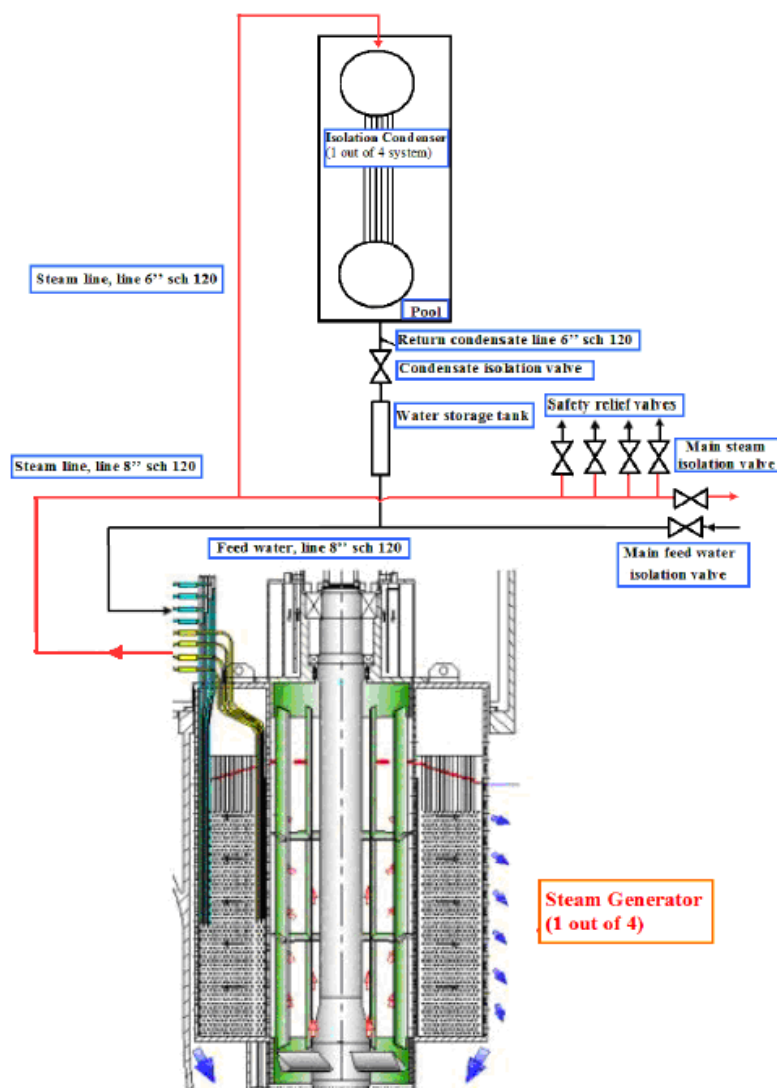 Isolation Condenser
(1 out of 4 system)
Steam line, line 6’’ sch 120
Pool
Return condensate line 6’’ sch 120
Condensate isolation valve
Safety relief valves
Water storage tank
Main steam
isolation valve
Steam line, line 8’’ sch 120
Feed water, line 8’’ sch 120
Main feed water
isolation valve
Steam Generator
(1 out of 4)